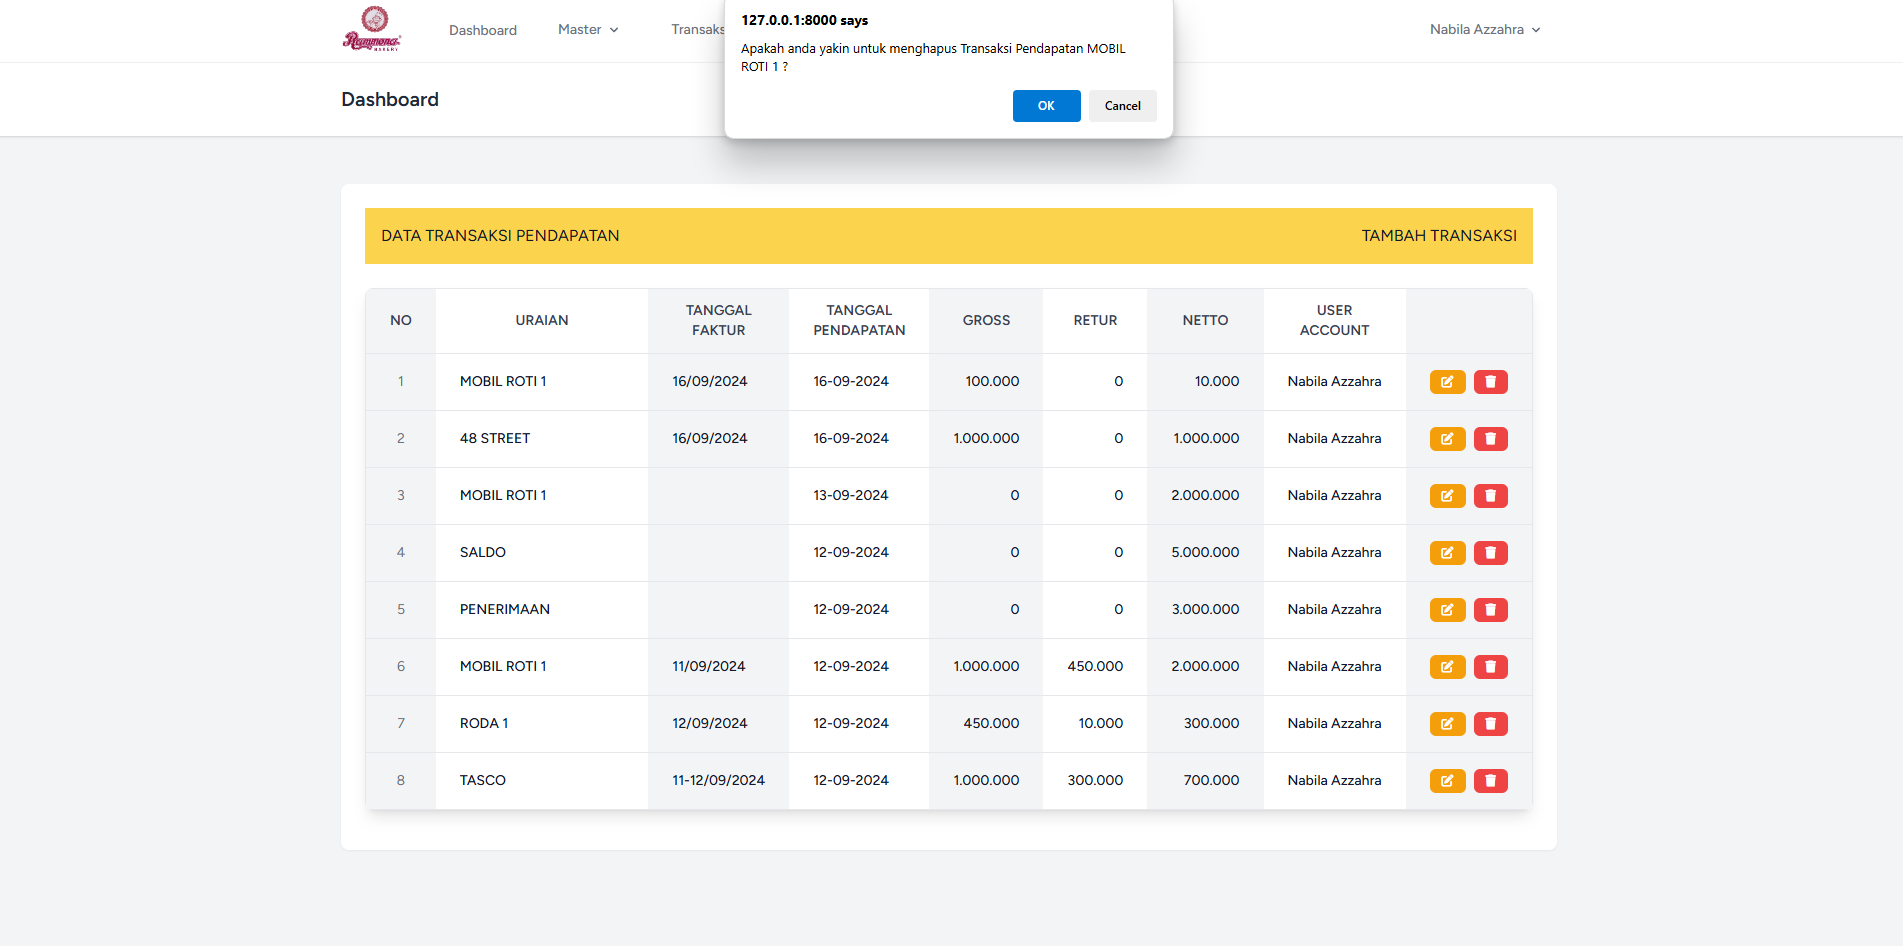 Rammona
BAKERY
Dashboard
Master
Transaks
Nabila Azzahra
127.0.0.1:8000 says
Apakah anda yakin untuk menghapus Transaksi Pendapatan MOBIL
ROTI 1 ?
OK
Cancel
Dashboard
DATA TRANSAKSI PENDAPATAN
TAMBAH TRANSAKSI
NO URAIAN TANGGAL FAKTUR TANGGAL PENDAPATAN GROSS RETUR NETTO USER ACCOUNT
1 MOBIL ROTI 1 16/09/2024 16-09-2024 100.000 0 10.000 Nabila Azzahra
2 48 STREET 16/09/2024 16-09-2024 1.000.000 0 1.000.000 Nabila Azzahra
3 MOBIL ROTI 1 13-09-2024 0 0 2.000.000 Nabila Azzahra
4 SALDO 12-09-2024 0 0 5.000.000 Nabila Azzahra
5 PENERIMAAN 12-09-2024 0 0 3.000.000 Nabila Azzahra
6 MOBIL ROTI 1 11/09/2024 12-09-2024 1.000.000 450.000 2.000.000 Nabila Azzahra
7 RODA 1 12/09/2024 12-09-2024 450.000 10.000 300.000 Nabila Azzahra
8 TASCO 11-12/09/2024 12-09-2024 1.000.000 300.000 700.000 Nabila Azzahra